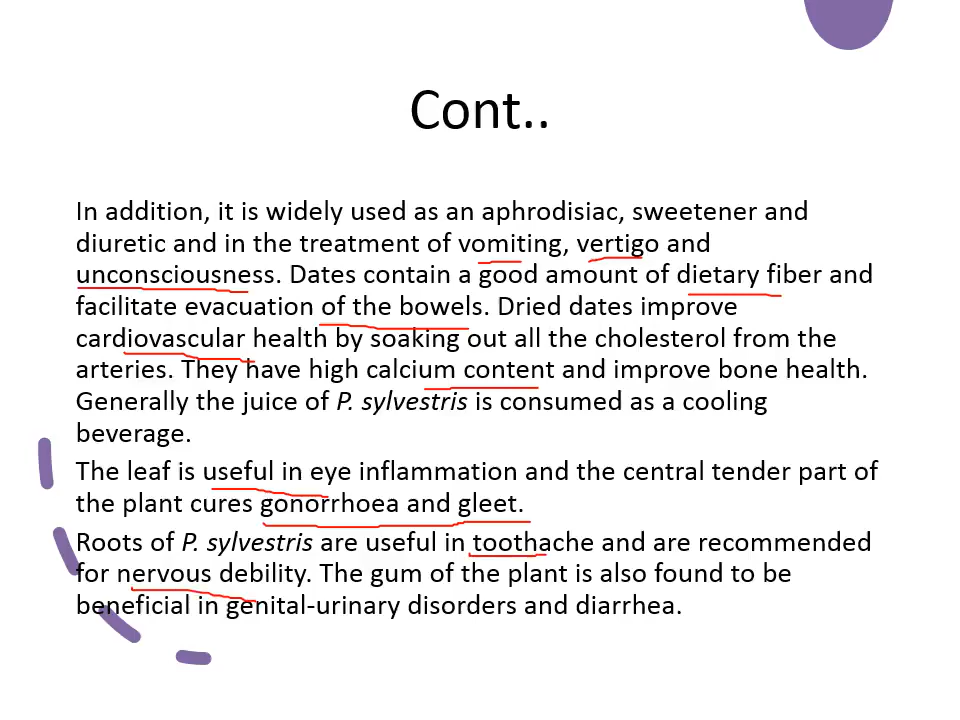 Cont..
In addition, it is widely used as an aphrodisiac, sweetener and
diuretic and in the treatment of vomiting, vertigo and
unconsciousness. Dates contain a good amount of dietary fiber and
facilitate evacuation of the bowels. Dried dates improve
cardiovascular health by soaking out all the cholesterol from the
arteries. They have high calcium content and improve bone health.
Generally the juice of P. sylvestris is consumed as a cooling
beverage.
The leaf is useful in eye inflammation and the central tender part of
the plant cures gonorrhoea and gleet.
Roots of P. sylvestris are useful in toothache and are recommended
for nervous debility. The gum of the plant is also found to be
beneficial in genital-urinary disorders and diarrhea.